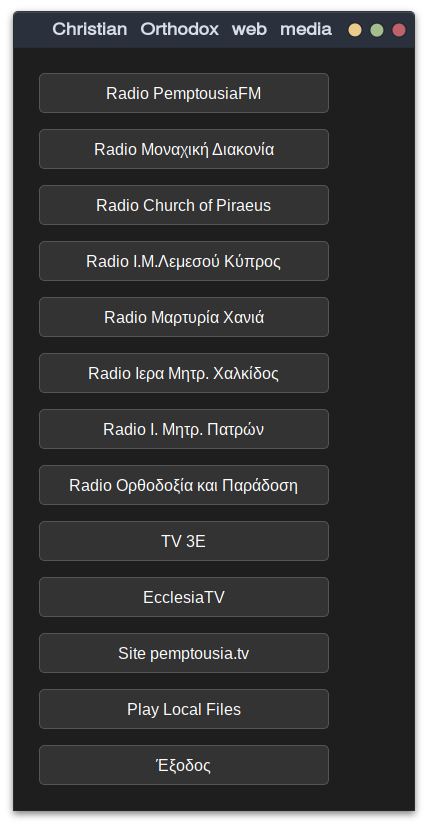 Christian Orthodox web media
Radio PemptousiaFM
Radio Μοναχική Διακονία
Radio Church of Piraeus
Radio Ι.Μ.Λεμεσού Κύπρος
Radio Μαρτυρία Χανιά
Radio Ιερα Μητρ. Χαλκίδος
Radio Ι. Μητρ. Πατρών
Radio Ορθοδοξία και Παράδοση
TV 3E
EcclesiaTV
Site pemptousia.tv
Play Local Files
Έξοδος